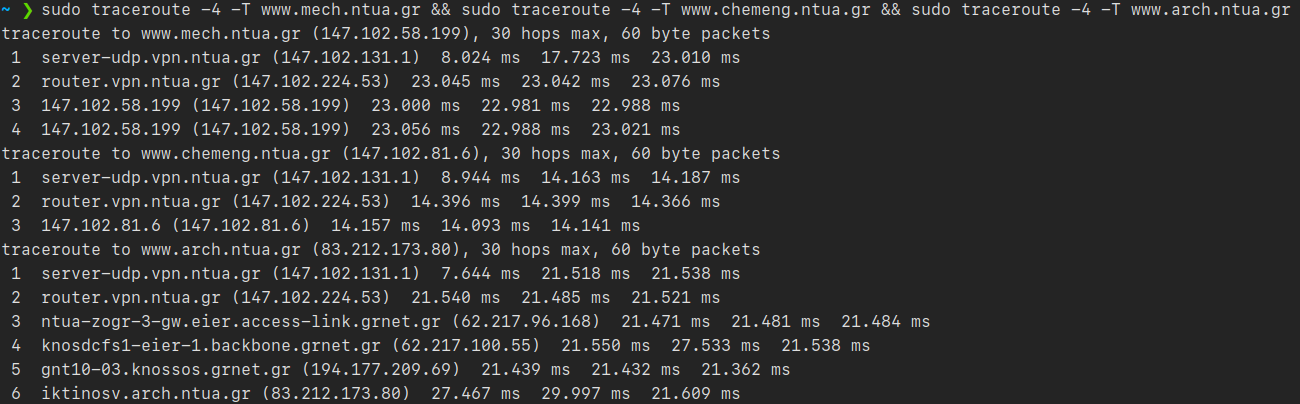 ~ ❯ sudo traceroute -4 -T www.mech.ntua.gr && sudo traceroute -4 -T www.chemeng.ntua.gr && sudo traceroute -4 -T www.arch.ntua.gr
traceroute to www.mech.ntua.gr (147.102.58.199), 30 hops max, 60 byte packets
 1  server-udp.vpn.ntua.gr (147.102.131.1)  8.024 ms  17.723 ms  23.010 ms
 2  router.vpn.ntua.gr (147.102.224.53)  23.045 ms  23.042 ms  23.076 ms
 3  147.102.58.199 (147.102.58.199)  23.000 ms  22.981 ms  22.988 ms
 4  147.102.58.199 (147.102.58.199)  23.056 ms  22.988 ms  23.021 ms
traceroute to www.chemeng.ntua.gr (147.102.81.6), 30 hops max, 60 byte packets
 1  server-udp.vpn.ntua.gr (147.102.131.1)  8.944 ms  14.163 ms  14.187 ms
 2  router.vpn.ntua.gr (147.102.224.53)  14.396 ms  14.399 ms  14.366 ms
 3  147.102.81.6 (147.102.81.6)  14.157 ms  14.093 ms  14.141 ms
traceroute to www.arch.ntua.gr (83.212.173.80), 30 hops max, 60 byte packets
 1  server-udp.vpn.ntua.gr (147.102.131.1)  7.644 ms  21.518 ms  21.538 ms
 2  router.vpn.ntua.gr (147.102.224.53)  21.540 ms  21.485 ms  21.521 ms
 3  ntua-zogr-3-gw.eier.access-link.grnet.gr (62.217.96.168)  21.471 ms  21.481 ms  21.484 ms
 4  knosdcfs1-eier-1.backbone.grnet.gr (62.217.100.55)  21.550 ms  27.533 ms  21.538 ms
 5  gnt10-03.knossos.grnet.gr (194.177.209.69)  21.439 ms  21.432 ms  21.362 ms
 6  iktinosv.arch.ntua.gr (83.212.173.80)  27.467 ms  29.997 ms  21.609 ms